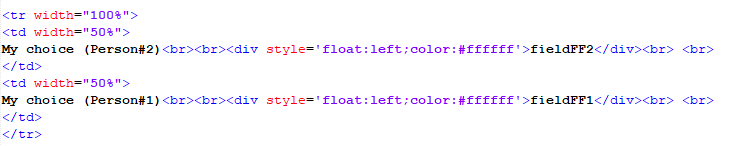 <tr width="100%">
<td width="50%">
My choice (Person#2)<br><br><div style='float:left;color:#ffffff'>fieldFF2</div><br> <br>
</td>
<td width="50%">
My choice (Person#1)<br><br><div style='float:left;color:#ffffff'>fieldFF1</div><br> <br>
</td>
</tr>